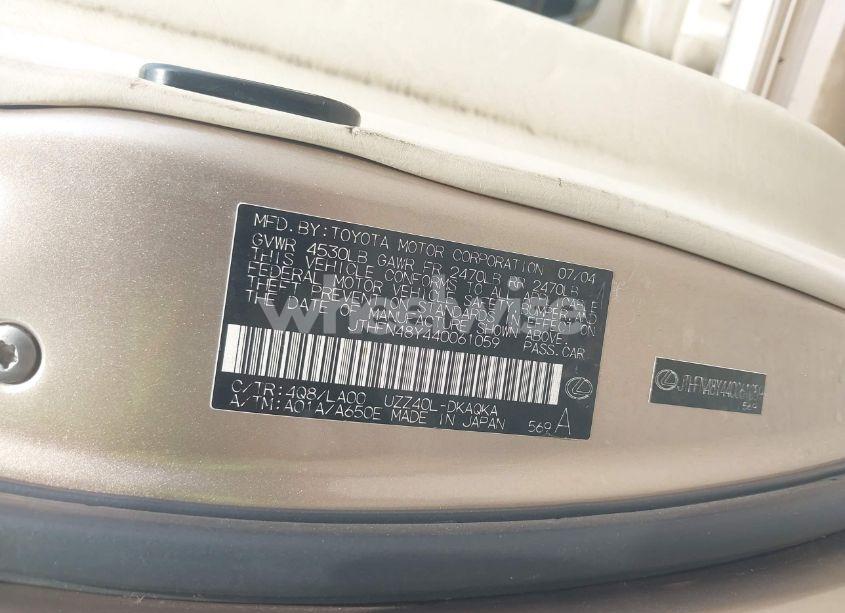 MFD. BY: TOYOTA MOTOR CORPORATION 07/04
GVWR 4530LB GAWR FR 2470LB RR 2470LB
THIS VEHICLE CONFORMS TO ALL APPLICABLE
FEDERAL MOTOR VEHICLE SAFETY, BUMPER, AND
THEFT PREVENTION STANDARDS IN EFFECT ON
THE DATE OF MANUFACTURE SHOWN ABOVE.
JTHFN48Y440061059 PASS.CAR
wheelwise
C/TR: 4Q8/LA00 UZZ40L-DKAQKA
A/TM: A01A/A650E MADE IN JAPAN 569 A
569